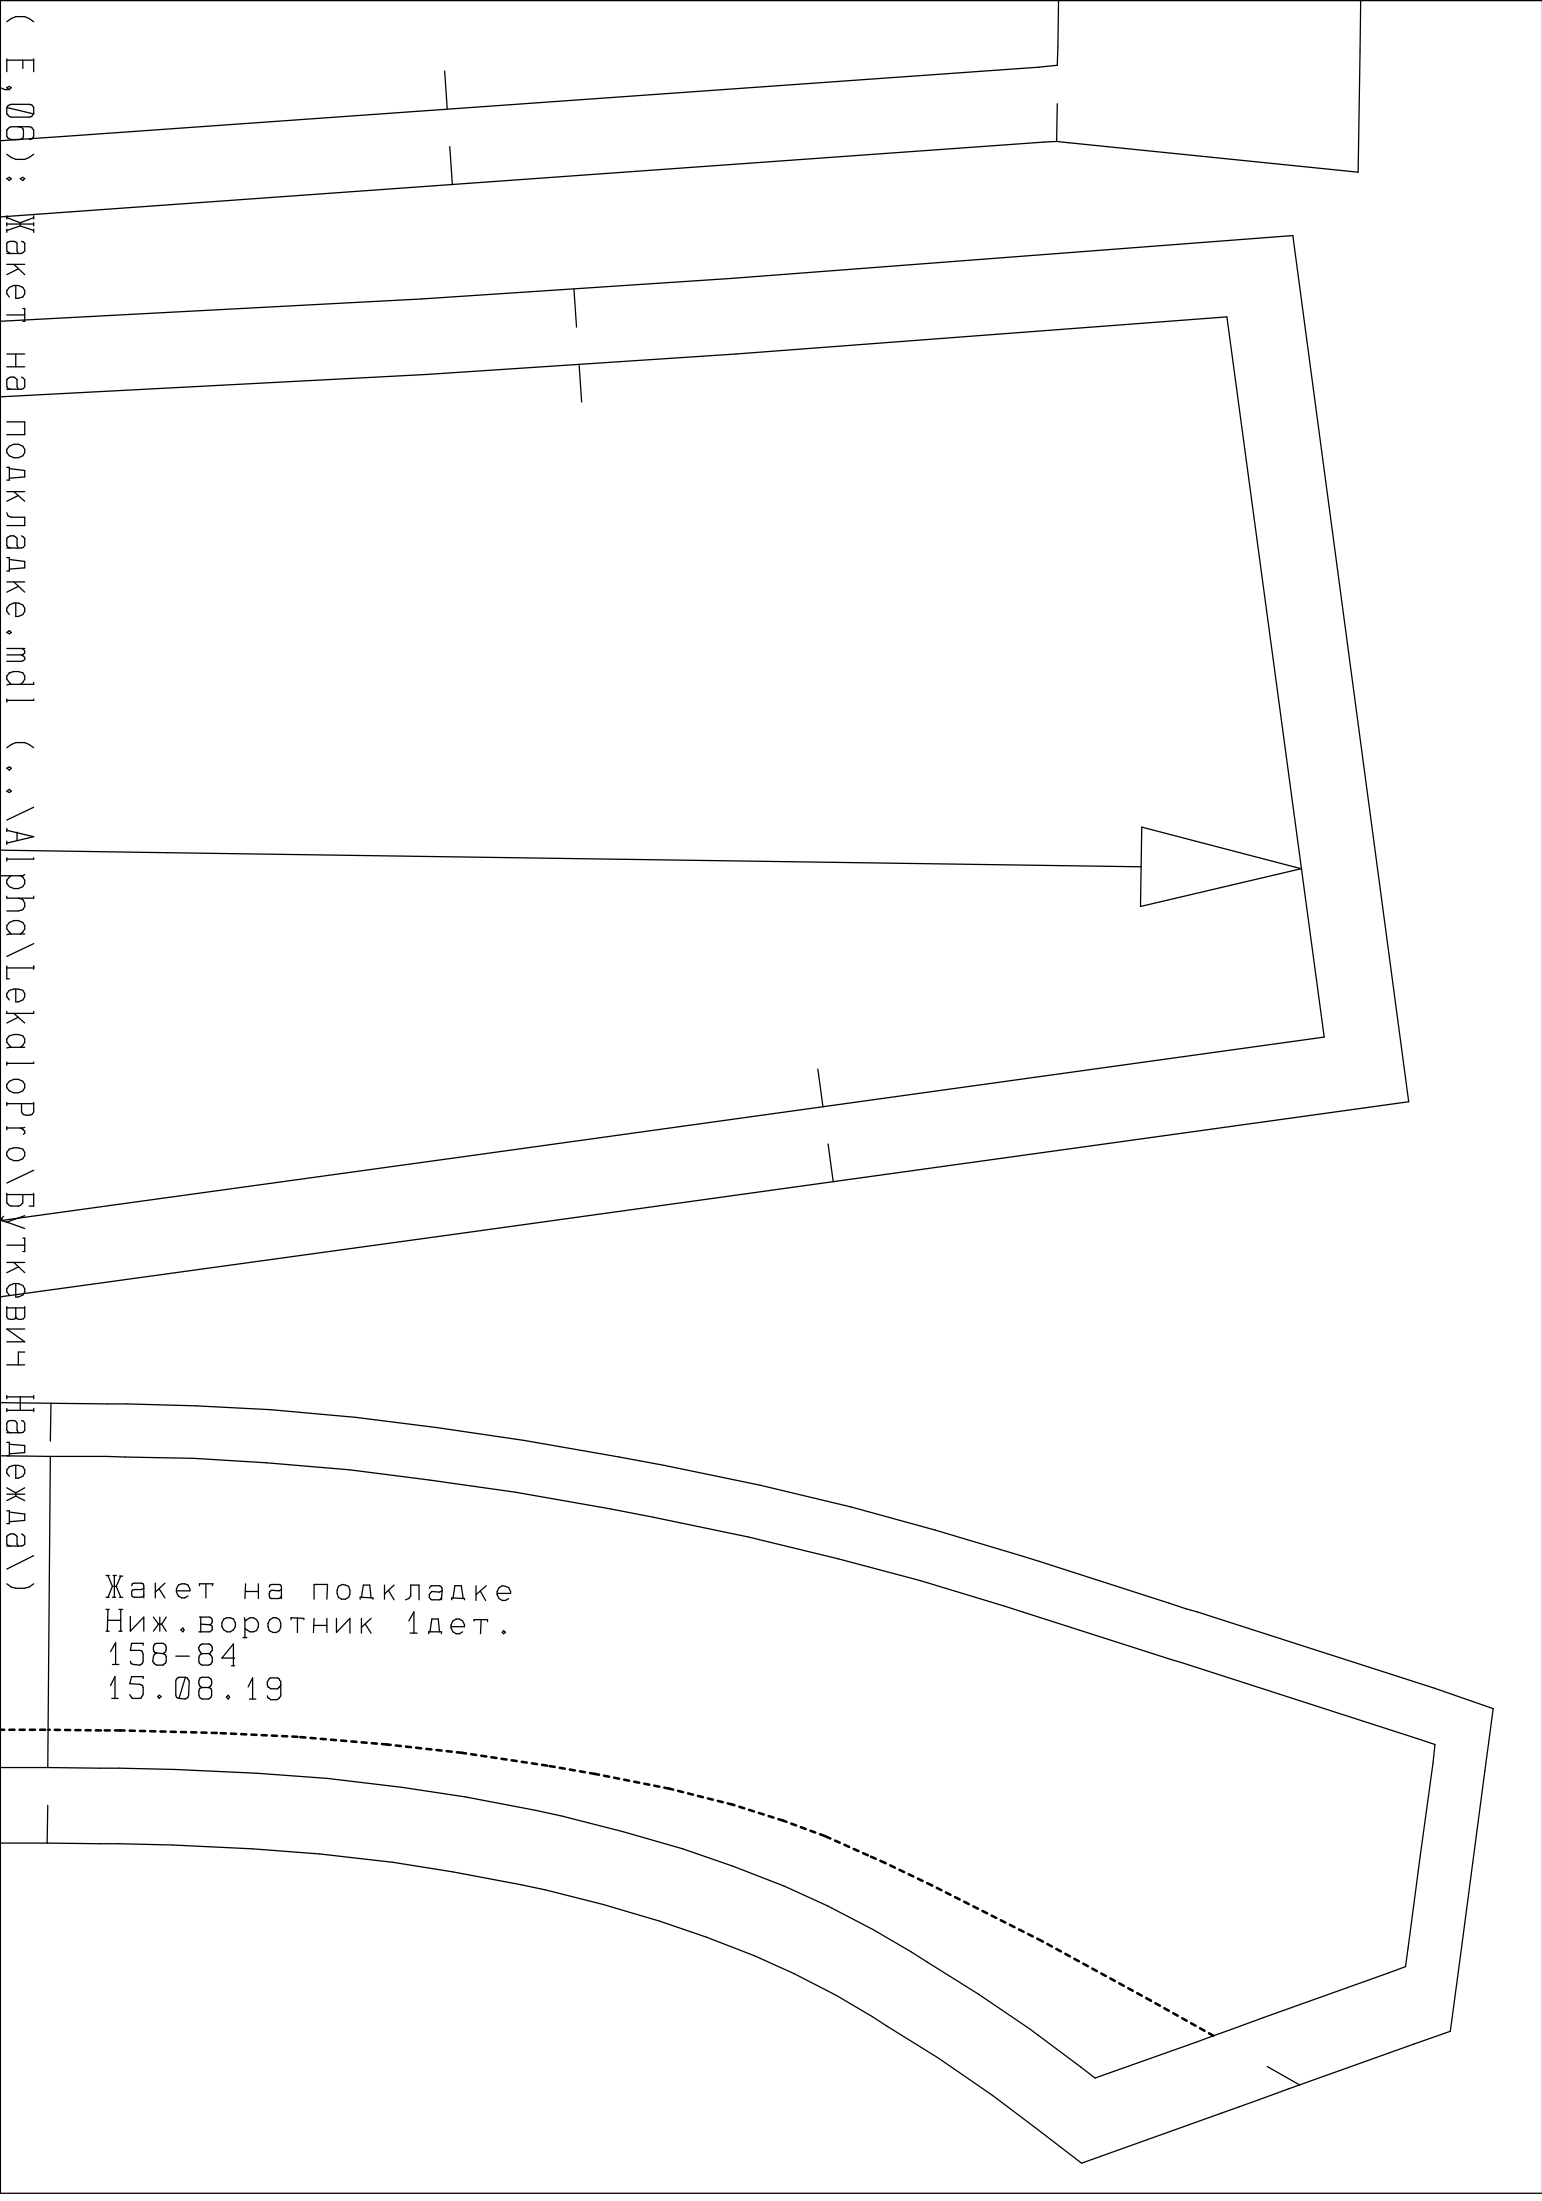 ( E,06): Жакет на подкладке.mdl (..\Alpha\LekaloPro\Буткевич Надежда\)
Жакет на подкладке
Ниж.воротник 1дет.
158-84
15.08.19